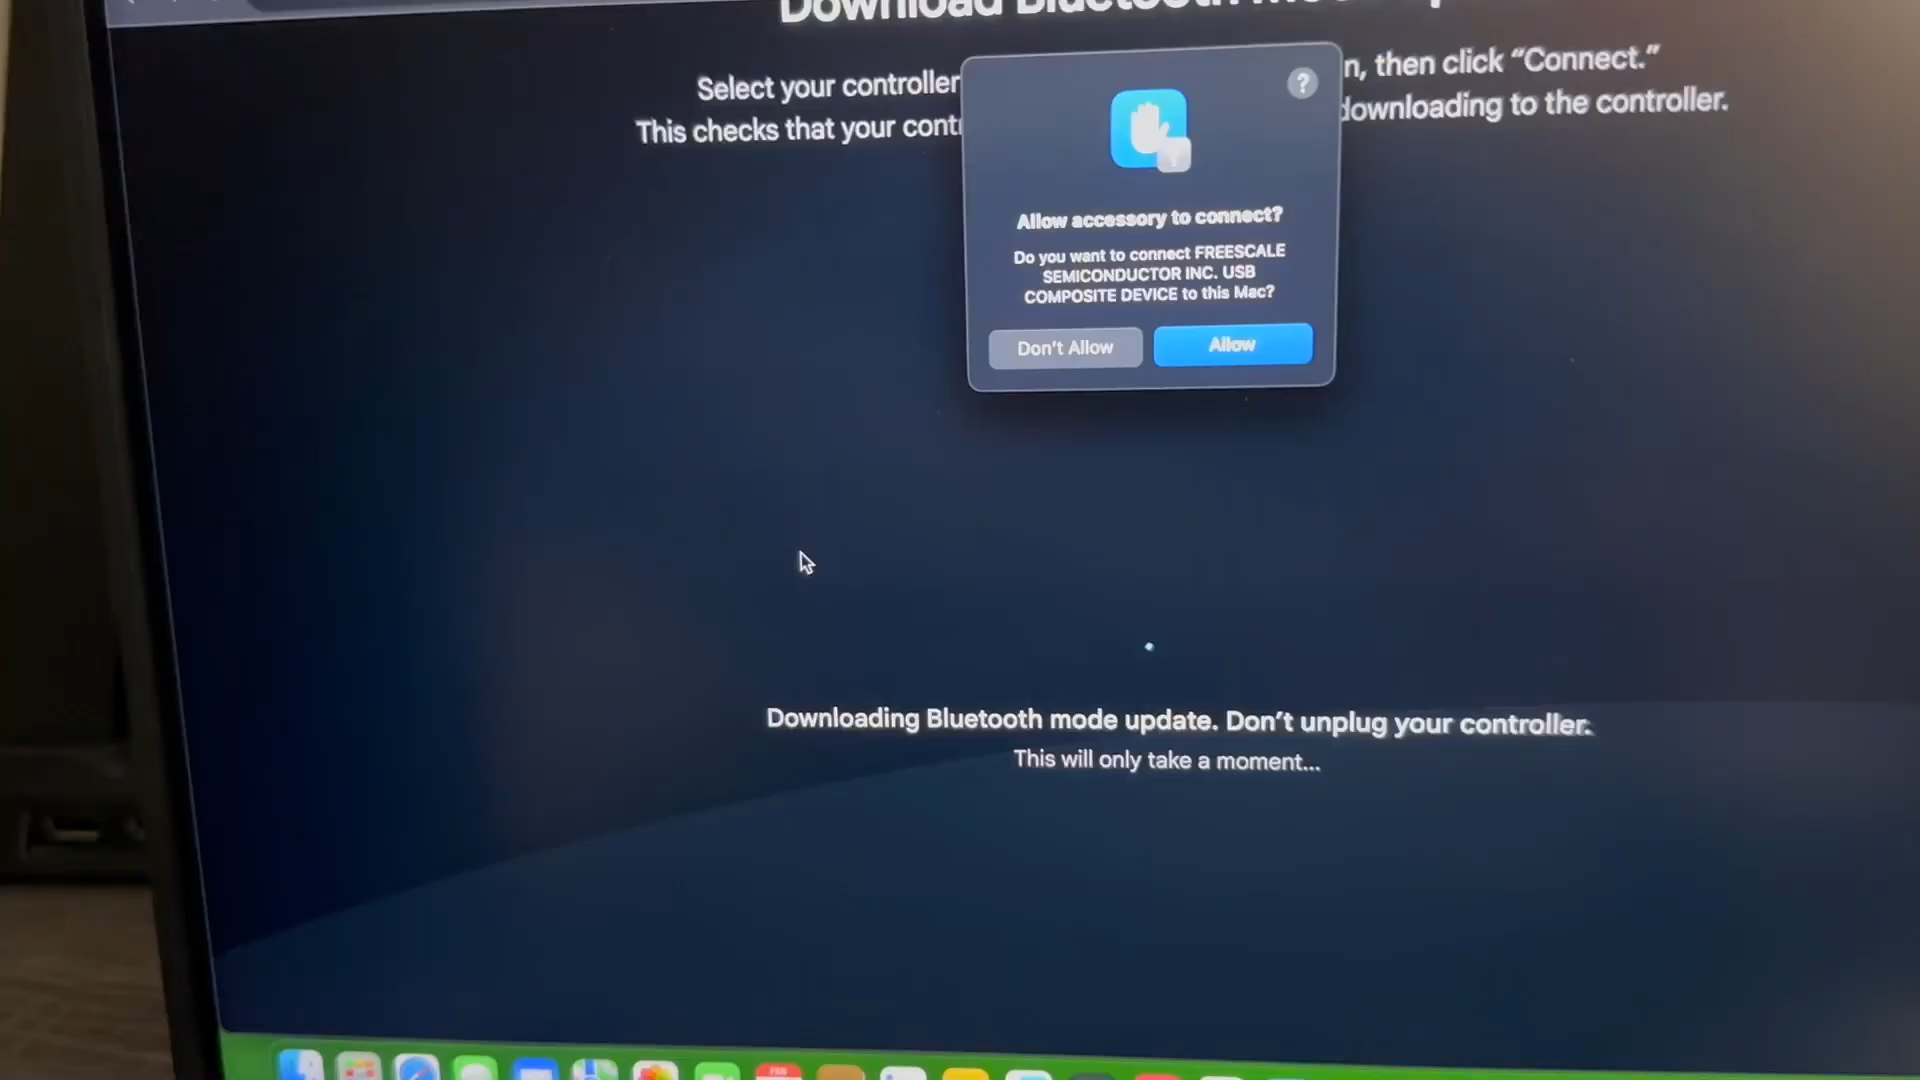 Download Bluetooth
Select your controller n, then click “Connect.”
This checks that your cont downloading to the controller.
?
Allow accessory to connect?
Do you want to connect FREESCALE
SEMICONDUCTOR INC. USB
COMPOSITE DEVICE to this Mac?
Don't Allow Allow
Downloading Bluetooth mode update. Don’t unplug your controller.
This will only take a moment...